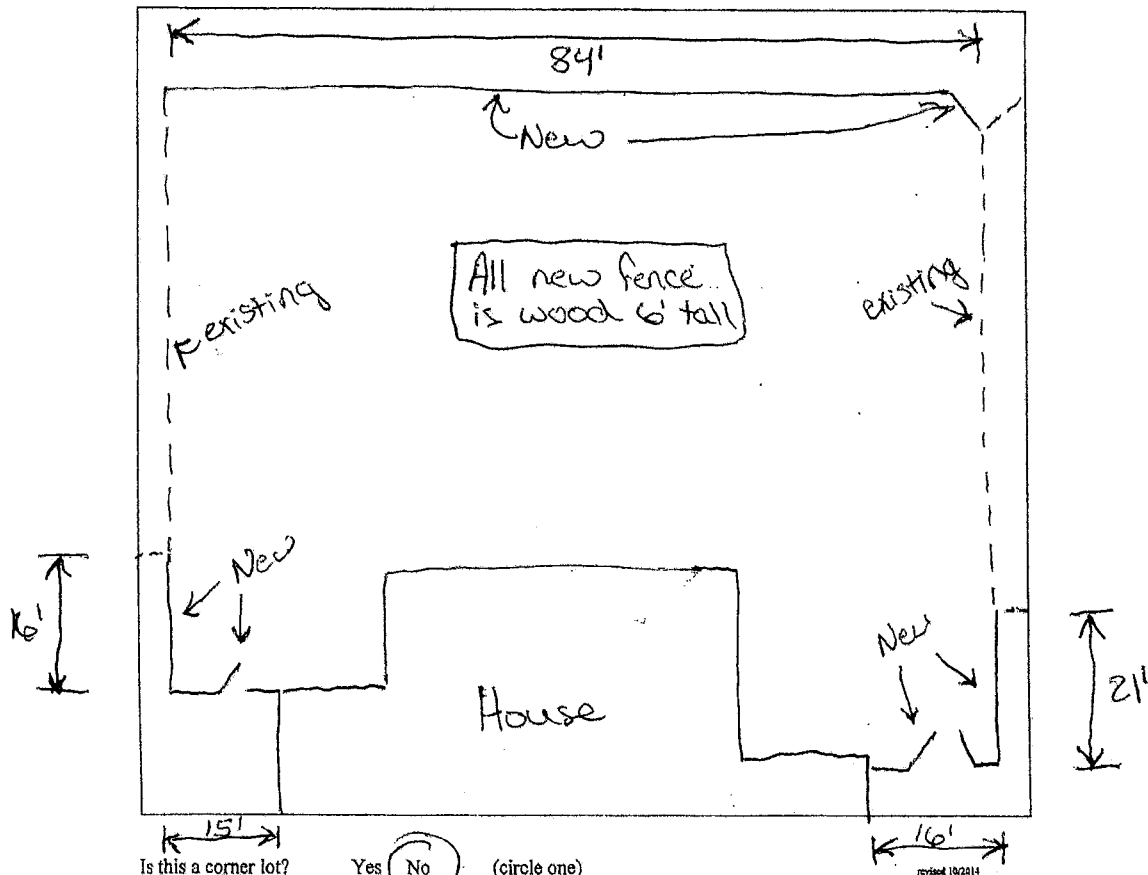 84'
New
All new fence
is wood 6' tall
existing
existing
New
16'
New
21'
House
15'
16'
Is this a corner lot? Yes No (circle one)
revised 10/2014